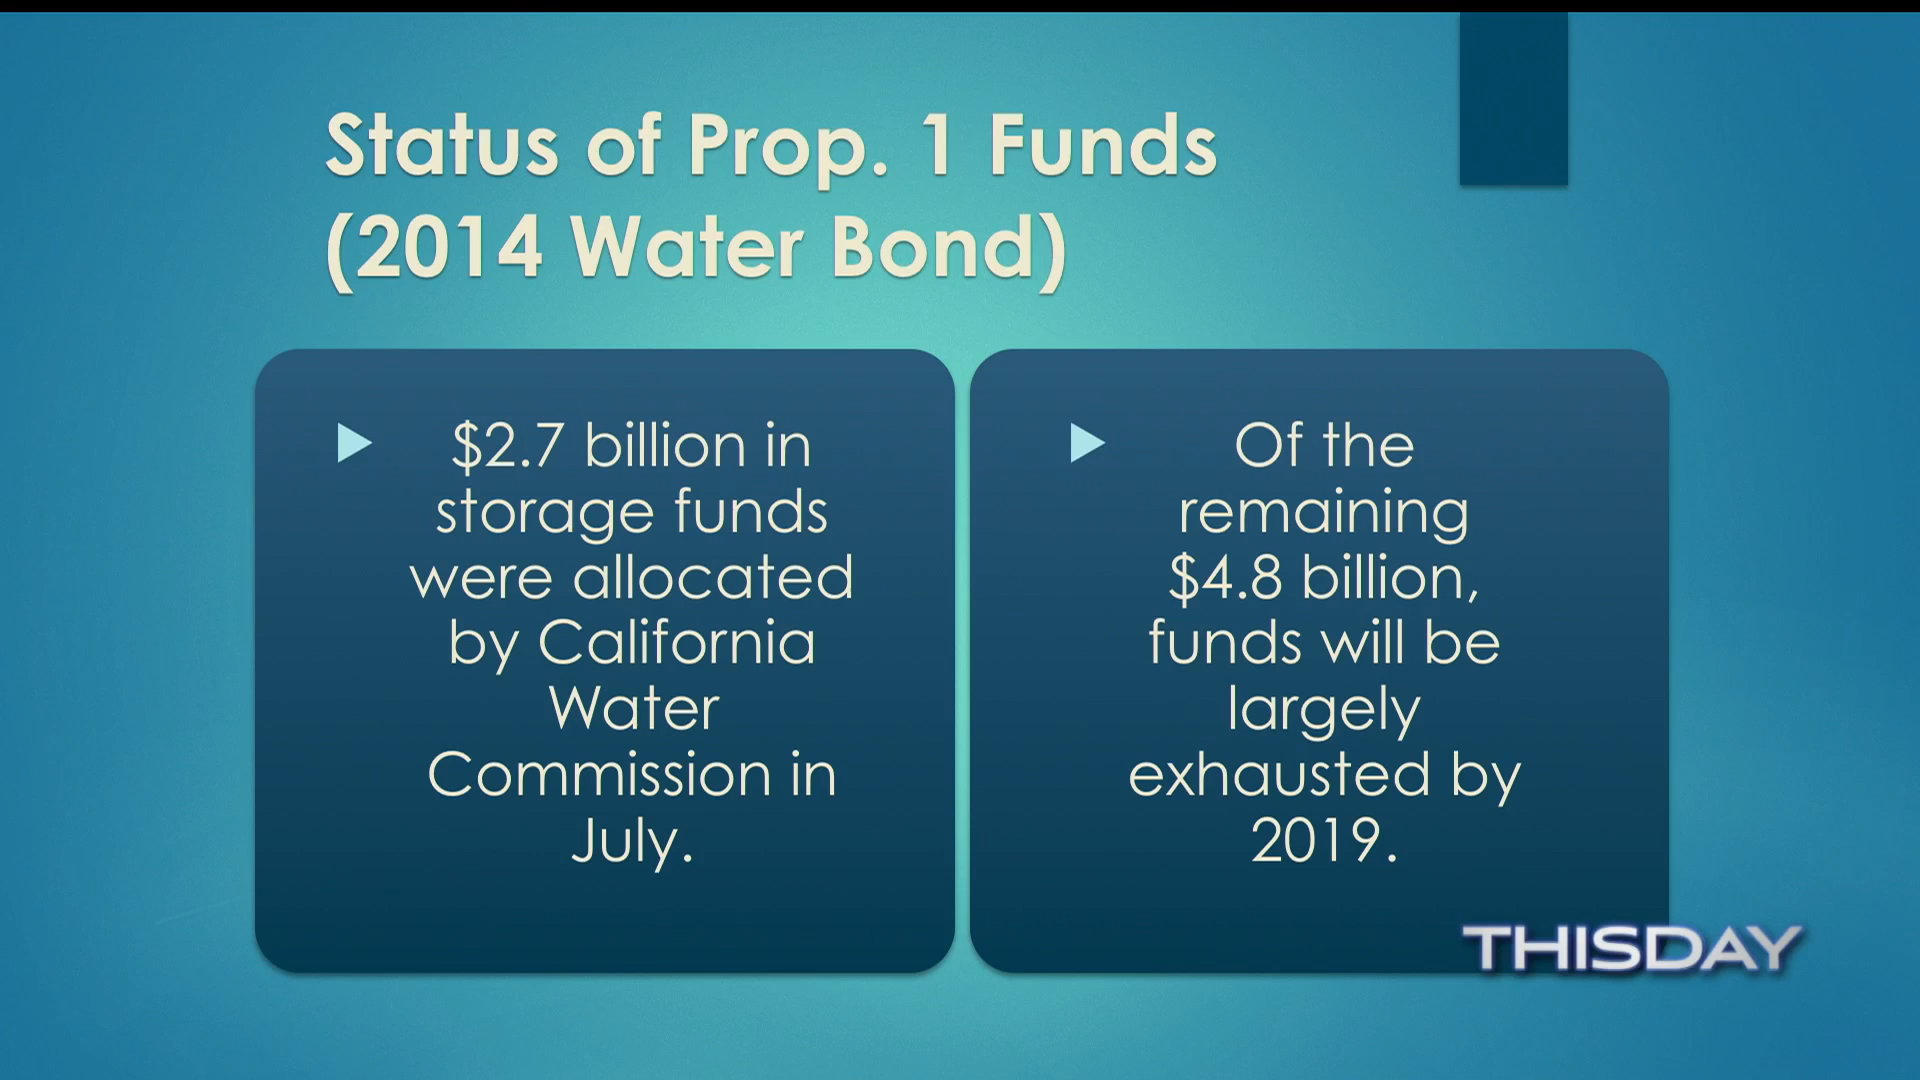 Status of Prop. 1 Funds
(2014 Water Bond)
$2.7 billion in
storage funds
were allocated
by California
Water
Commission in
July.
Of the
remaining
$4.8 billion,
funds will be
largely
exhausted by
2019.
THISDAY